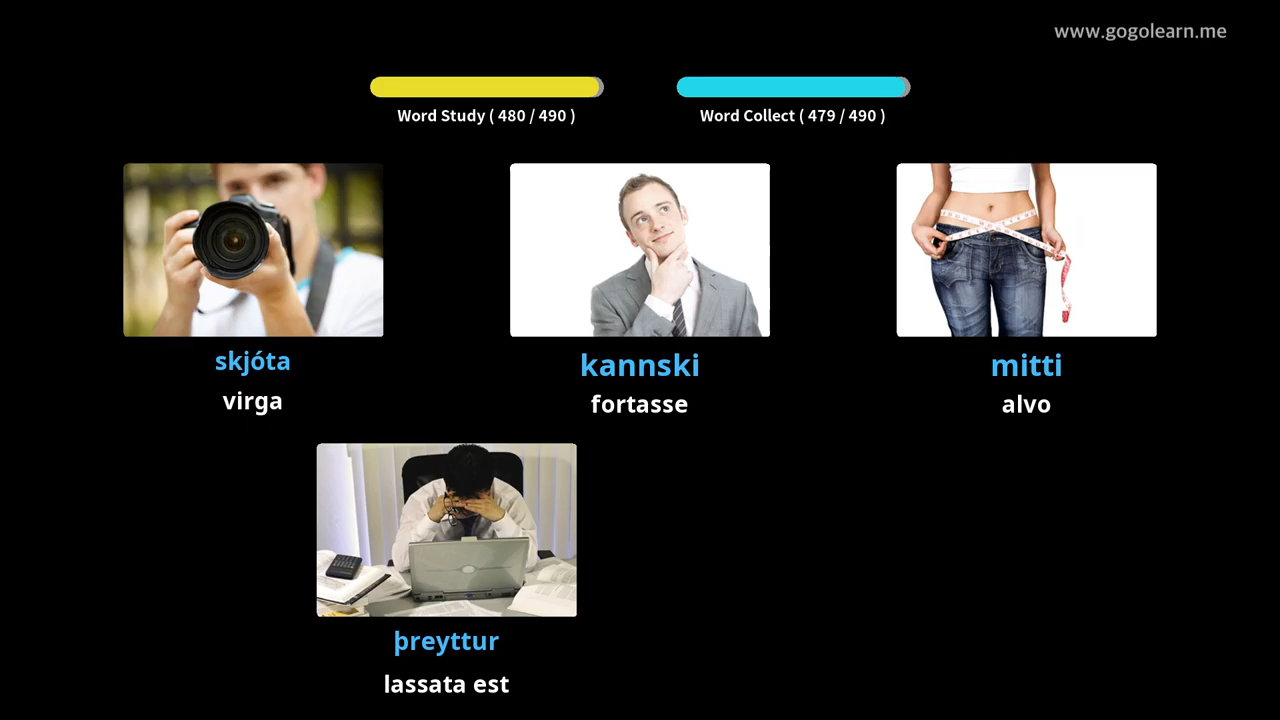 www.gogolearn.me
Word Study ( 480 / 490 )
Word Collect ( 479 / 490 )
skjóta
virga
kannski
fortasse
mitti
alvo
þreyttur
lassata est